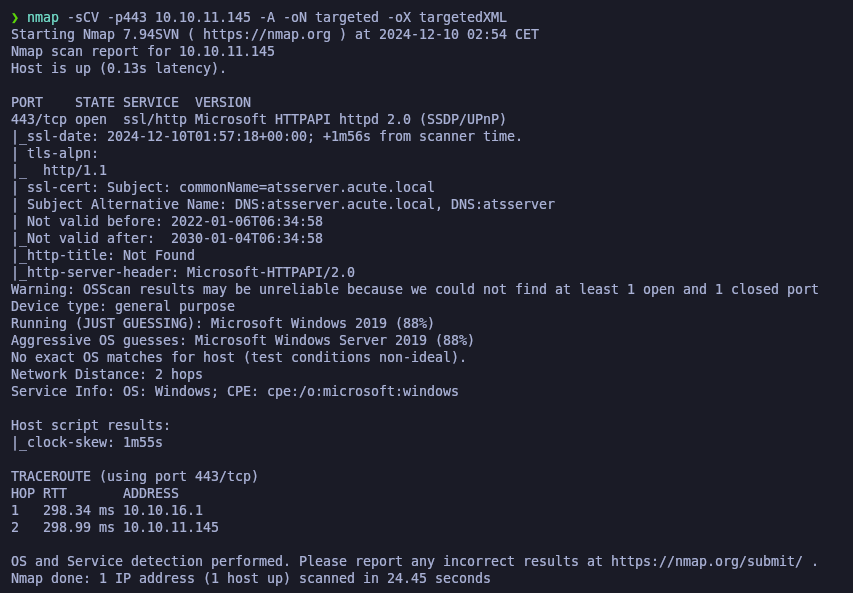 ❯ nmap -sCV -p443 10.10.11.145 -A -oN targeted -oX targetedXML
Starting Nmap 7.94SVN ( https://nmap.org ) at 2024-12-10 02:54 CET
Nmap scan report for 10.10.11.145
Host is up (0.13s latency).

PORT    STATE SERVICE  VERSION
443/tcp open  ssl/http Microsoft HTTPAPI httpd 2.0 (SSDP/UPnP)
|_ssl-date: 2024-12-10T01:57:18+00:00; +1m56s from scanner time.
| tls-alpn:
|_  http/1.1
| ssl-cert: Subject: commonName=atsserver.acute.local
| Subject Alternative Name: DNS:atsserver.acute.local, DNS:atsserver
| Not valid before: 2022-01-06T06:34:58
|_Not valid after:  2030-01-04T06:34:58
|_http-title: Not Found
|_http-server-header: Microsoft-HTTPAPI/2.0
Warning: OSScan results may be unreliable because we could not find at least 1 open and 1 closed port
Device type: general purpose
Running (JUST GUESSING): Microsoft Windows 2019 (88%)
Aggressive OS guesses: Microsoft Windows Server 2019 (88%)
No exact OS matches for host (test conditions non-ideal).
Network Distance: 2 hops
Service Info: OS: Windows; CPE: cpe:/o:microsoft:windows

Host script results:
|_clock-skew: 1m55s

TRACEROUTE (using port 443/tcp)
HOP RTT       ADDRESS
1   298.34 ms 10.10.16.1
2   298.99 ms 10.10.11.145

OS and Service detection performed. Please report any incorrect results at https://nmap.org/submit/ .
Nmap done: 1 IP address (1 host up) scanned in 24.45 seconds